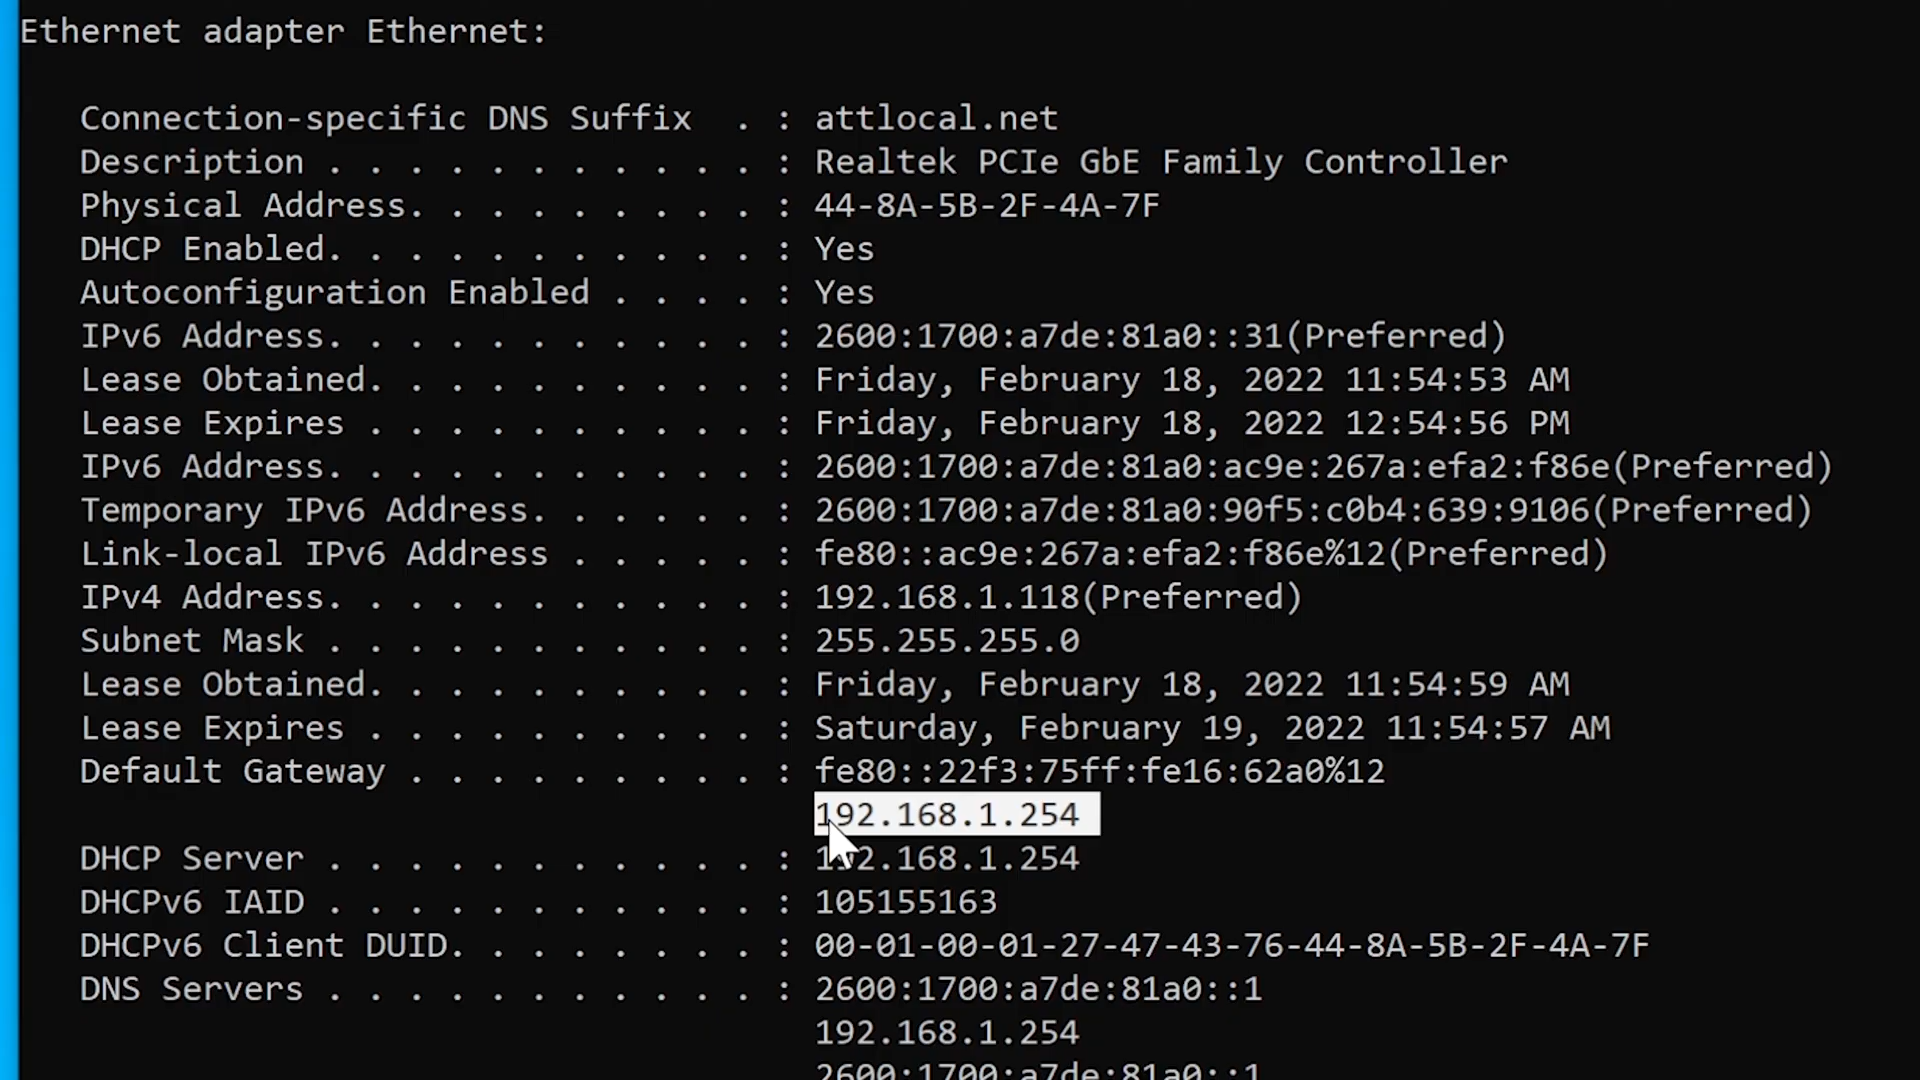 Ethernet adapter Ethernet:
Connection-specific DNS Suffix  . : attlocal.net
Description . . . . . . . . . . . : Realtek PCIe GbE Family Controller
Physical Address. . . . . . . . . : 44-8A-5B-2F-4A-7F
DHCP Enabled. . . . . . . . . . . : Yes
Autoconfiguration Enabled . . . . : Yes
IPv6 Address. . . . . . . . . . . : 2600:1700:a7de:81a0::31(Preferred)
Lease Obtained. . . . . . . . . . : Friday, February 18, 2022 11:54:53 AM
Lease Expires . . . . . . . . . . : Friday, February 18, 2022 12:54:56 PM
IPv6 Address. . . . . . . . . . . : 2600:1700:a7de:81a0:ac9e:267a:efa2:f86e(Preferred)
Temporary IPv6 Address. . . . . . : 2600:1700:a7de:81a0:90f5:c0b4:639:9106(Preferred)
Link-local IPv6 Address . . . . . : fe80::ac9e:267a:efa2:f86e%12(Preferred)
IPv4 Address. . . . . . . . . . . : 192.168.1.118(Preferred)
Subnet Mask . . . . . . . . . . . : 255.255.255.0
Lease Obtained. . . . . . . . . . : Friday, February 18, 2022 11:54:59 AM
Lease Expires . . . . . . . . . . : Saturday, February 19, 2022 11:54:57 AM
Default Gateway . . . . . . . . . : fe80::22f3:75ff:fe16:62a0%12
192.168.1.254
DHCP Server . . . . . . . . . . . : 192.168.1.254
DHCPv6 IAID . . . . . . . . . . . : 105155163
DHCPv6 Client DUID. . . . . . . . : 00-01-00-01-27-47-43-76-44-8A-5B-2F-4A-7F
DNS Servers . . . . . . . . . . . : 2600:1700:a7de:81a0::1
192.168.1.254
2600:1700:a7de:81a0::1